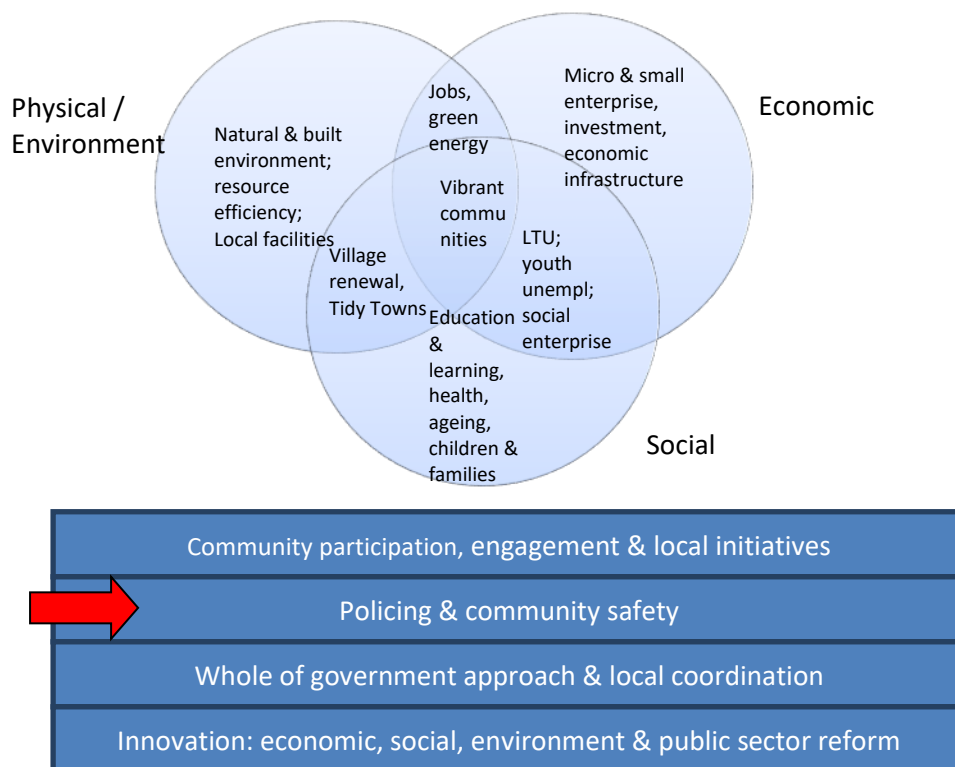 Physical /
Environment
Natural & built
environment;
resource
efficiency;
Local facilities
Jobs,
green
energy
Micro & small
enterprise,
investment,
economic
infrastructure
Economic
Vibrant
commu
nities
Village
renewal,
Tidy Towns
LTU;
youth
unempl;
social
enterprise
Education
&
learning,
health,
ageing,
children &
families
Social
Community participation, engagement & local initiatives
Policing & community safety
Whole of government approach & local coordination
Innovation: economic, social, environment & public sector reform